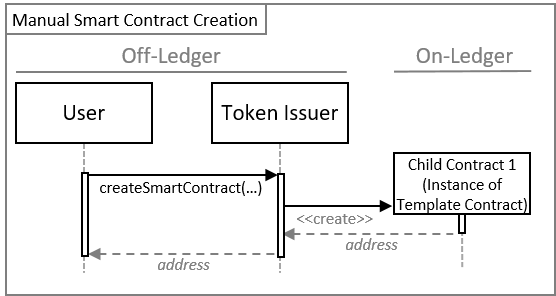 Manual Smart Contract Creation
Off-Ledger
On-Ledger
User
Token Issuer
Child Contract 1
(Instance of
Template Contract)
createSmartContract(...)
<<create>>
address
address